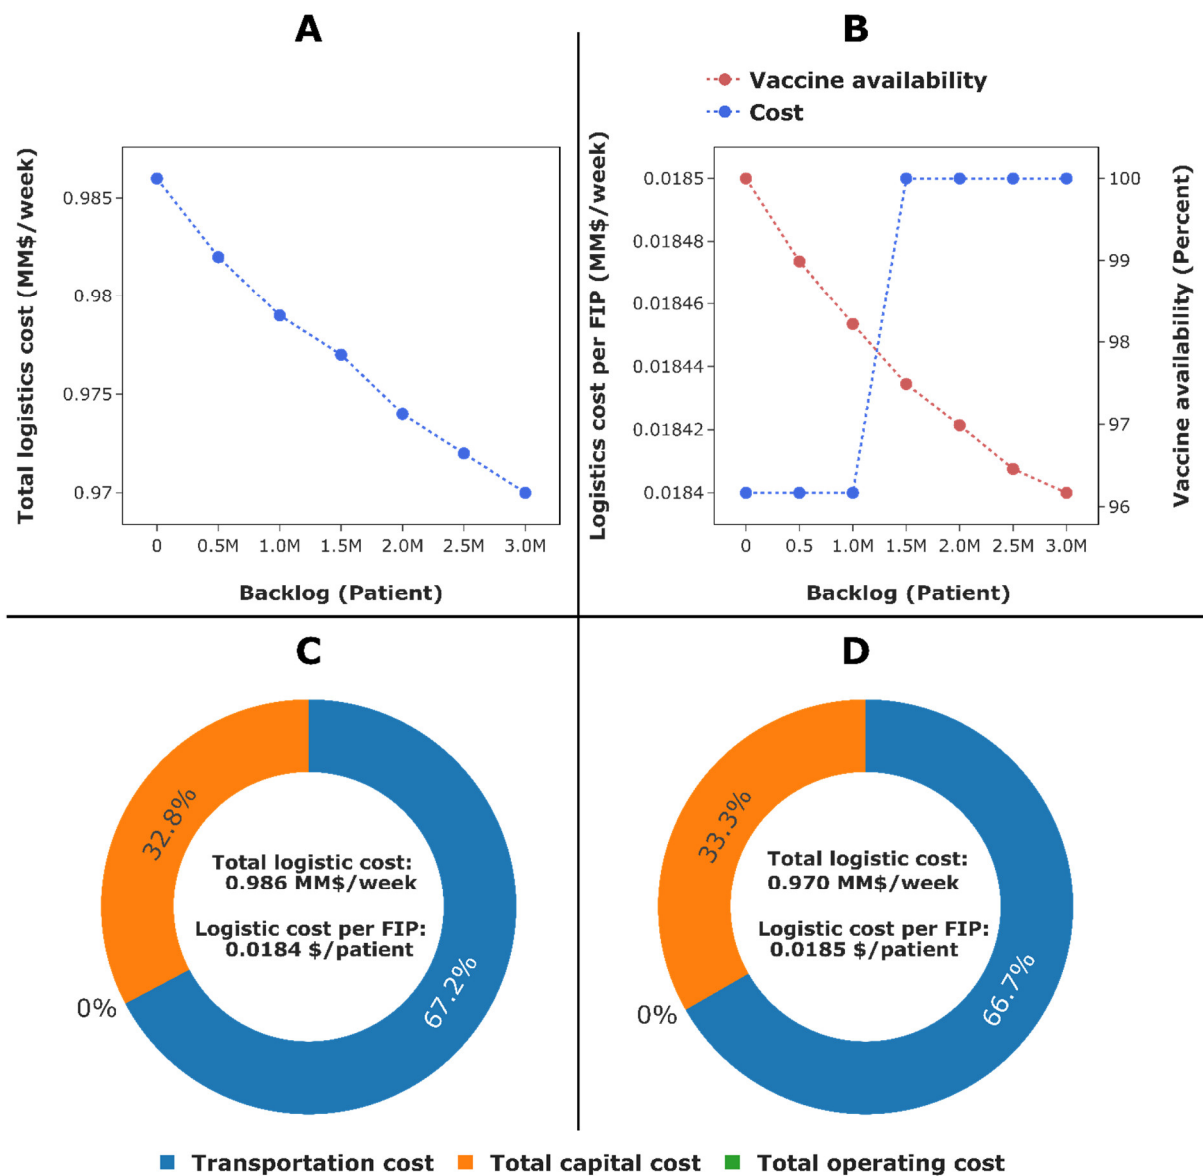 A
Total logistics cost (MM$/week)
0.985
0.98
0.975
0.97
0
0.5M
1.0M
1.5M
2.0M
2.5M
3.0M
Backlog (Patient)
B
Vaccine availability
Cost
Logistics cost per FIP (MM$/week)
0.0185
0.01848
0.01846
0.01844
0.01842
0.0184
100
99
98
97
96
Vaccine availability (Percent)
0
0.5
1.0M
1.5M
2.0M
2.5M
3.0M
Backlog (Patient)
C
32.8%
Total logistic cost:
0.986 MM$/week
Logistic cost per FIP:
0.0184 $/patient
67.2%
0%
D
33.3%
Total logistic cost:
0.970 MM$/week
Logistic cost per FIP:
0.0185 $/patient
66.7%
0%
Transportation cost
Total capital cost
Total operating cost